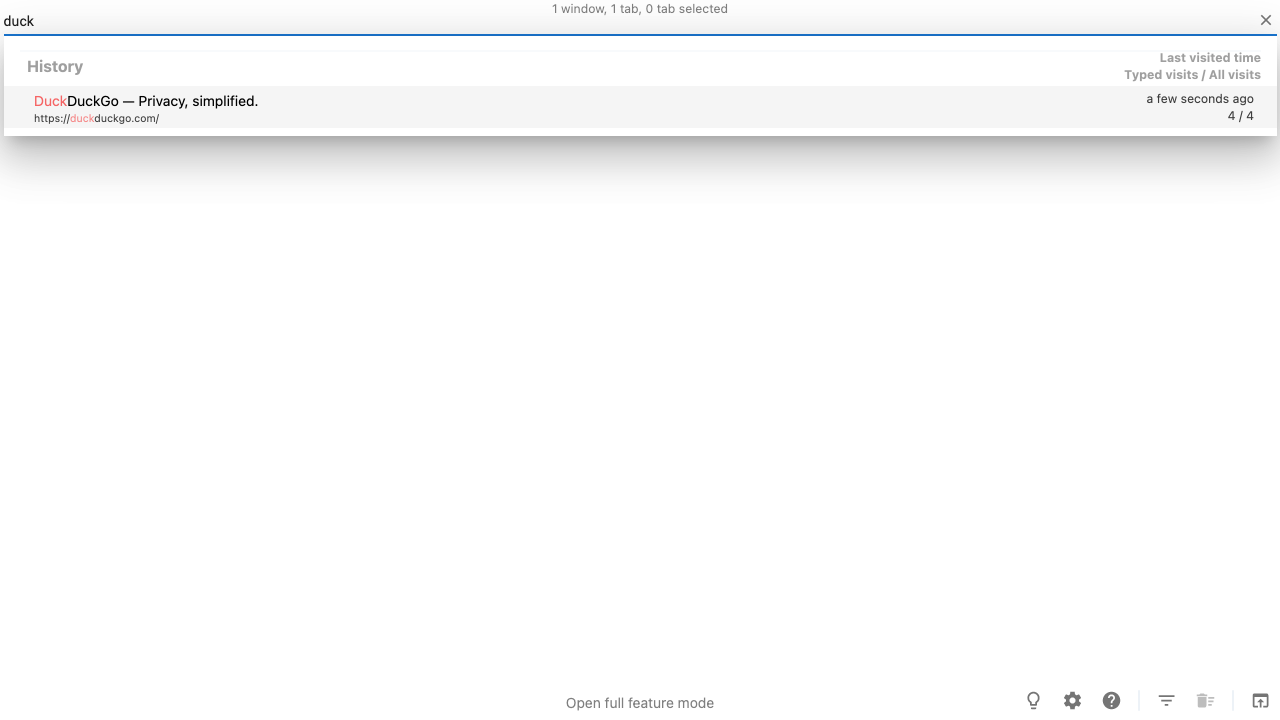 1 window, 1 tab, 0 tab selected
duck
History
Last visited time
Typed visits / All visits
DuckDuckGo — Privacy, simplified.
a few seconds ago
https://duckduckgo.com/
4 / 4
Open full feature mode